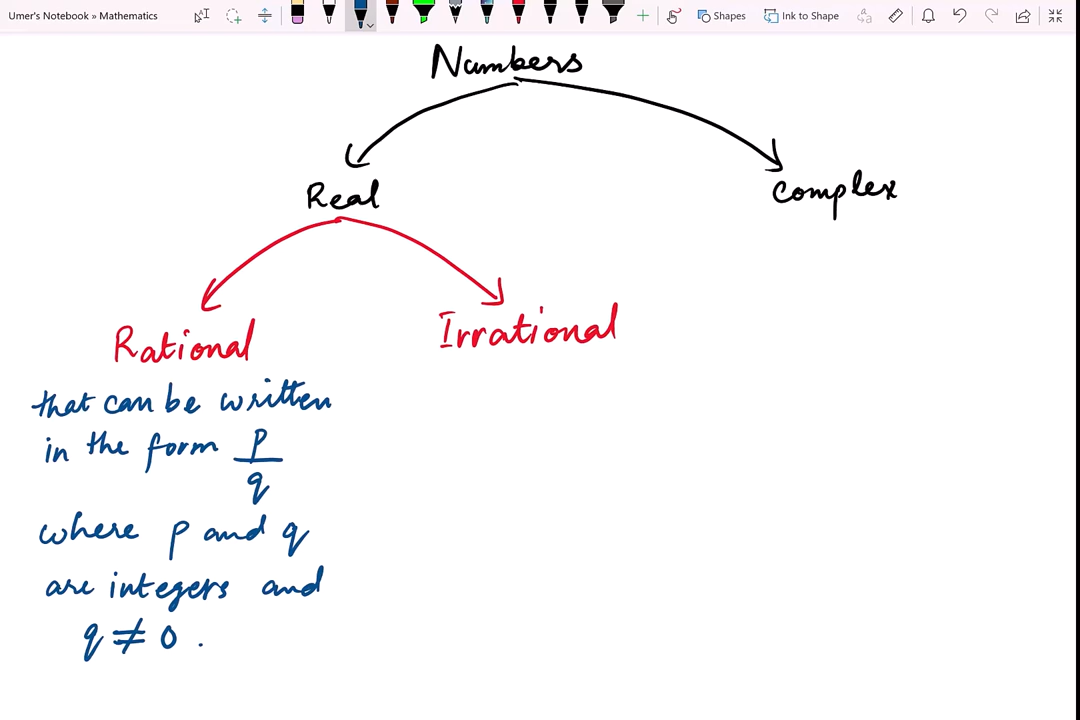 Umer's Notebook » Mathematics
Shapes
Ink to Shape
Numbers
Real
Complex
Rational
Irrational
that can be written
in the form p
q
where p and q
are integers and
q ≠ 0 .